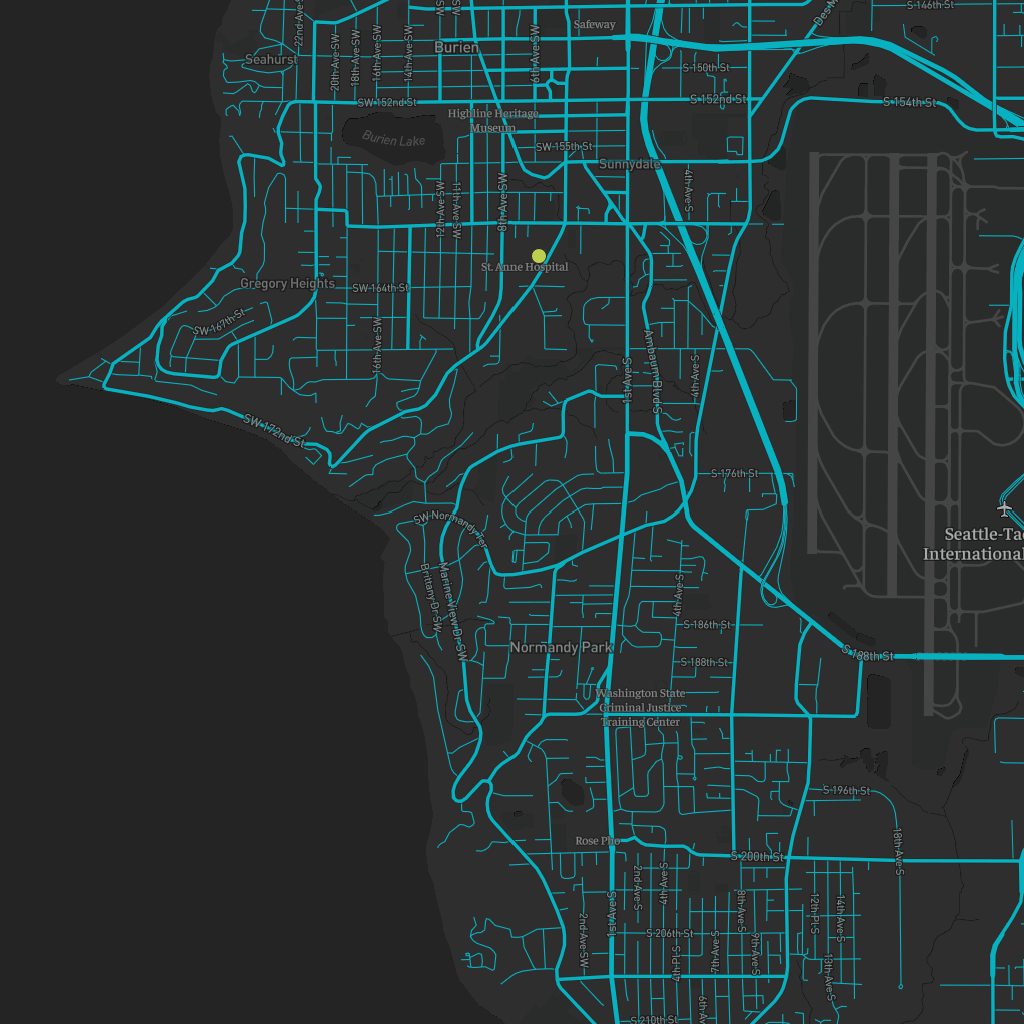 S 146th St
Des M
SW
SW
22nd Ave S
Safeway
Burien
6th Ave SW
Seahurst
20th Ave SW
18th Ave SW
16th Ave SW
14th Ave SW
S 150th St
SW 152nd St
S 152nd St
S 154th St
Highline Heritage
Museum
Burien Lake
SW 155th St
Sunnydale
4th Ave S
12th Ave SW
11th Ave SW
8th Ave SW
St. Anne Hospital
Gregory Heights
SW 164th St
SW 167th St
16th Ave SW
Ambaum Blvd S
1st Ave S
4th Ave S
SW 172nd St
S 176th St
SW Normandy Ter
Seattle-Tac
International
Brittany Dr SW
Marine View Dr SW
4th Ave S
S 186th St
Normandy Park
S 188th St
S 188th St
Washington State
Criminal Justice
Training Center
S 196th St
Rose Pho
S 200th St
18th Ave S
2nd Ave S
4th Ave S
1st Ave S
2nd Ave SW
8th Ave S
12th Pl S
14th Ave S
S 206th St
4th Pl S
7th Ave S
9th Ave S
13th Ave S
6th Av
S 210th St